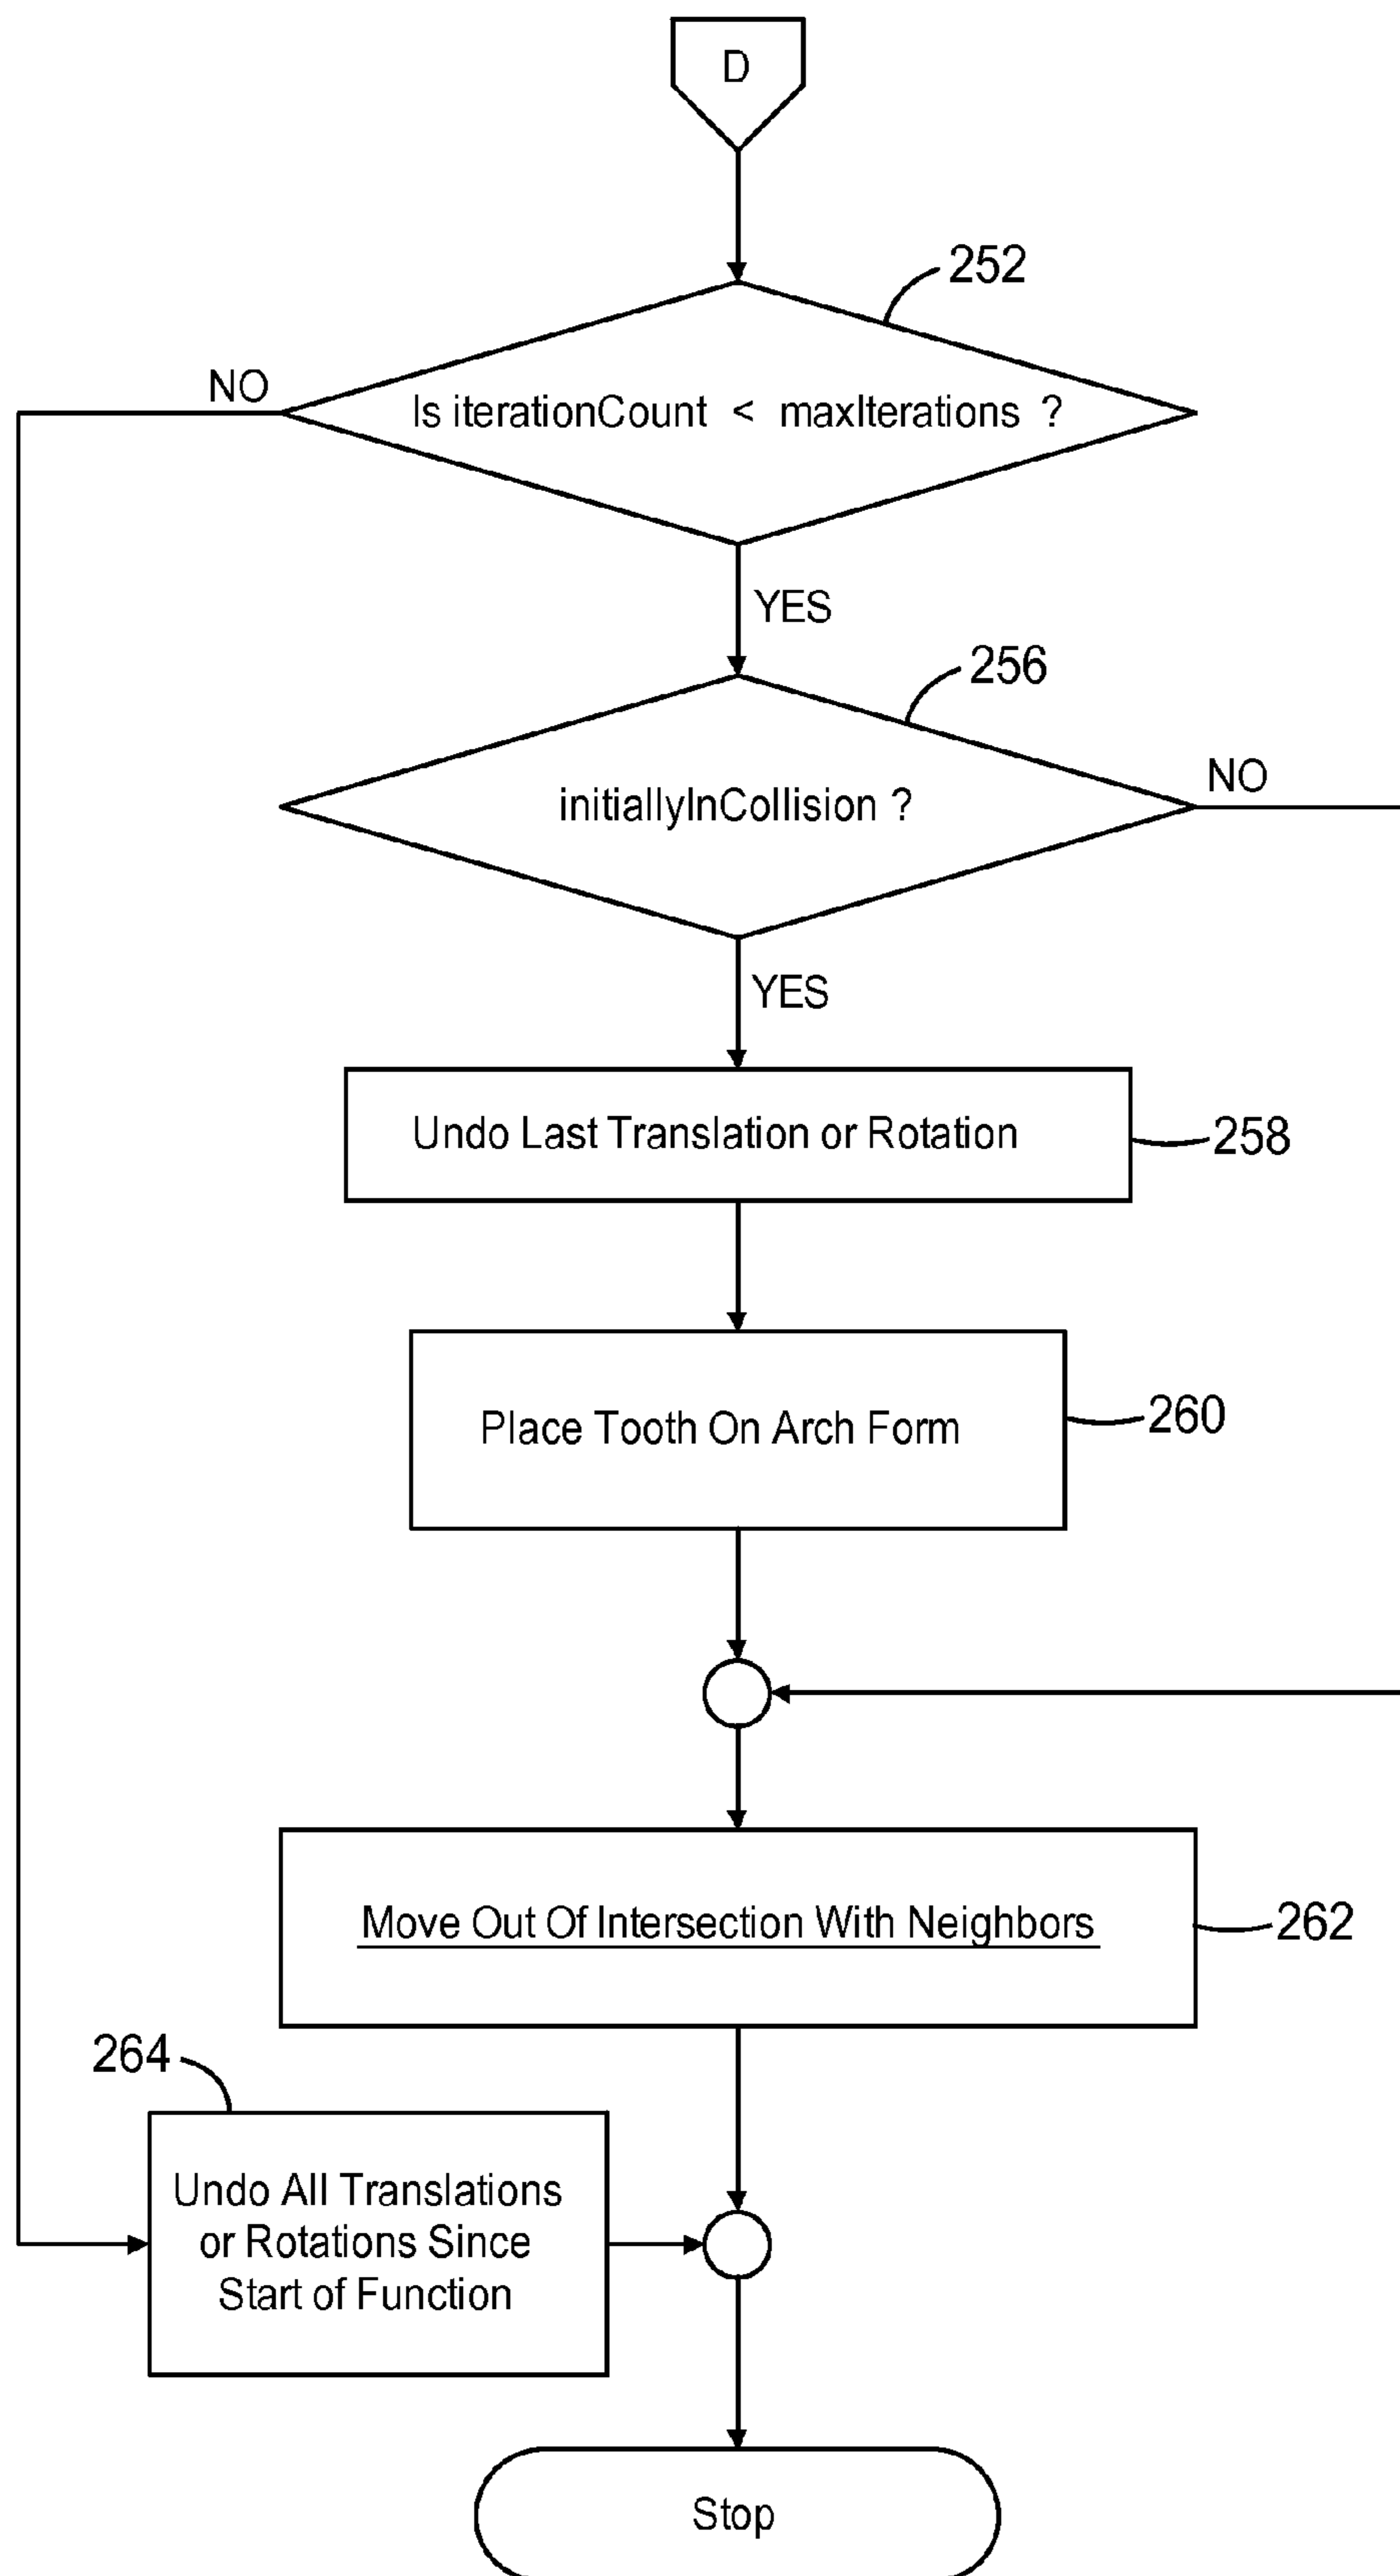 D
252
NO
Is iterationCount < maxIterations ?
YES
256
NO
initiallyInCollision ?
YES
Undo Last Translation or Rotation
258
Place Tooth On Arch Form
260
Move Out Of Intersection With Neighbors
262
264
Undo All Translations
or Rotations Since
Start of Function
Stop